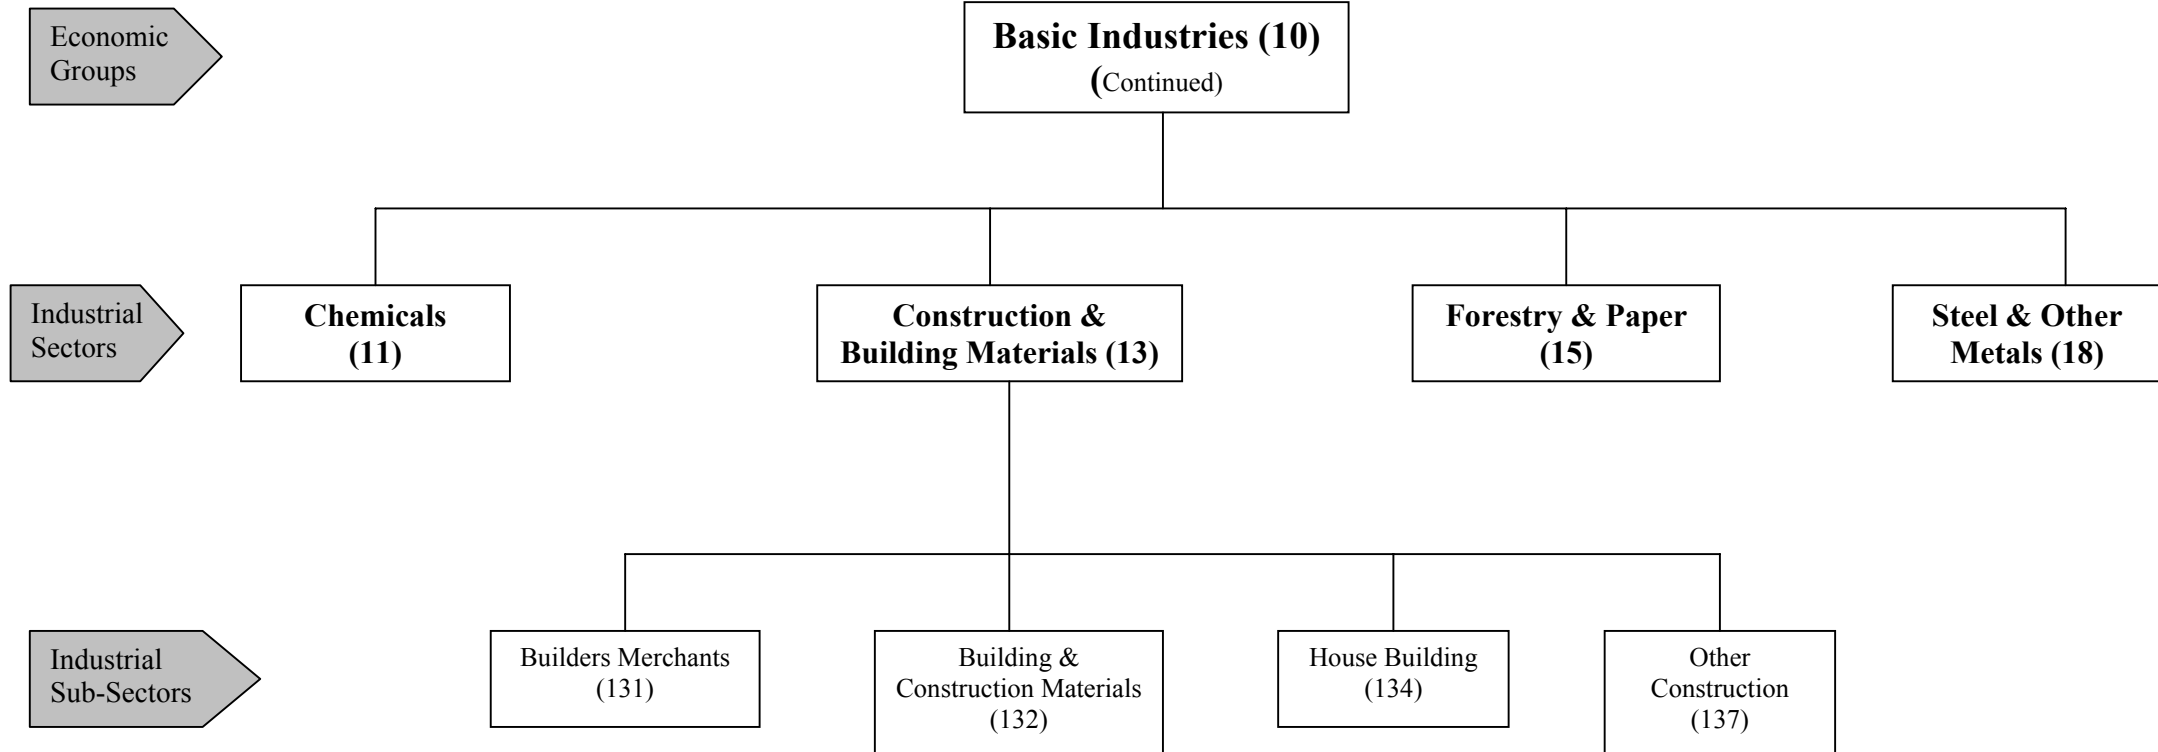 Economic
Groups
Basic Industries (10)
(Continued)
Industrial
Sectors
Chemicals
(11)
Construction &
Building Materials (13)
Forestry & Paper
(15)
Steel & Other
Metals (18)
Industrial
Sub-Sectors
Builders Merchants
(131)
Building &
Construction Materials
(132)
House Building
(134)
Other
Construction
(137)